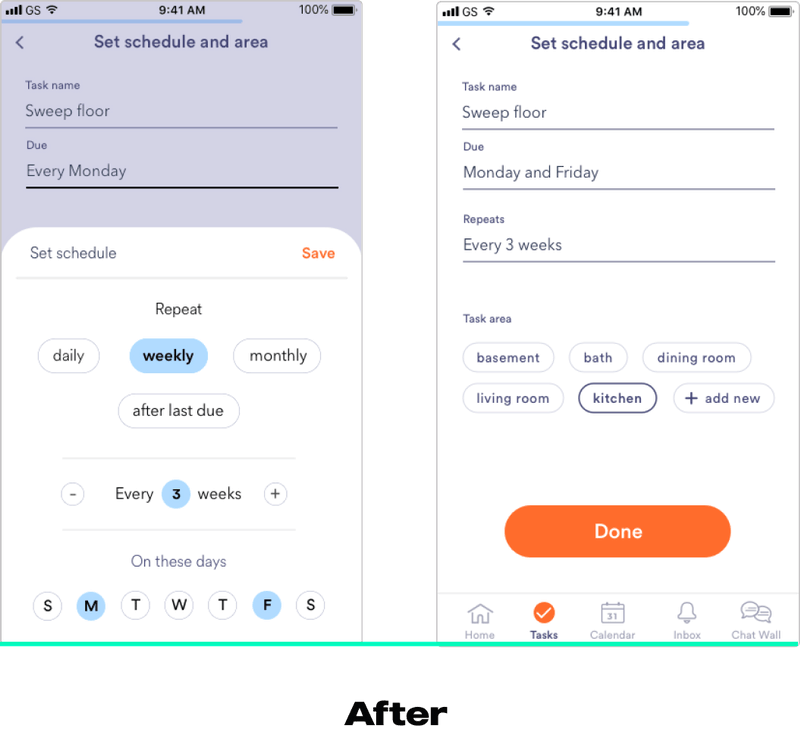 GS 9:41 AM 100%
Set schedule and area
Task name
Sweep floor
Due
Every Monday
Set schedule Save
Repeat
daily weekly monthly
after last due
- Every 3 weeks +
On these days
S M T W T F S
GS 9:41 AM 100%
Set schedule and area
Task name
Sweep floor
Due
Monday and Friday
Repeats
Every 3 weeks
Task area
basement bath dining room
living room kitchen + add new
Done
31
Home Tasks Calendar Inbox Chat Wall
After